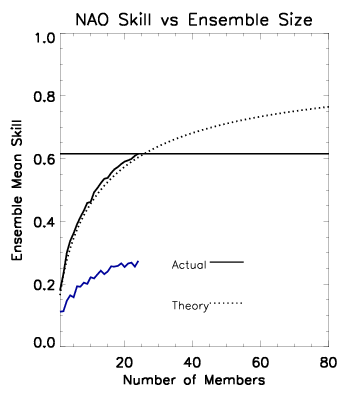 NAO Skill vs Ensemble Size
Ensemble Mean Skill
1.0
0.8
0.6
0.4
0.2
0.0
Actual
Theory
20
40
60
80
Number of Members